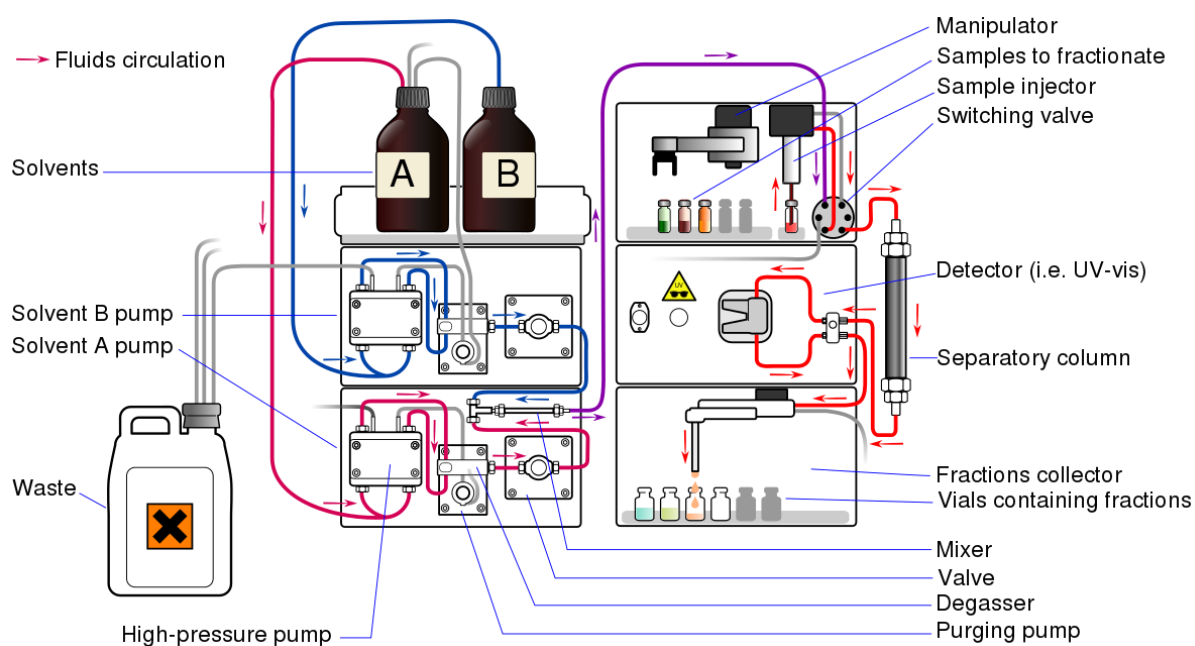 Fluids circulation
Manipulator
Samples to fractionate
Sample injector
Switching valve
Solvents
A
B
UV
Detector (i.e. UV-vis)
Solvent B pump
Solvent A pump
Separatory column
Waste
Fractions collector
Vials containing fractions
Mixer
Valve
Degasser
Purging pump
High-pressure pump